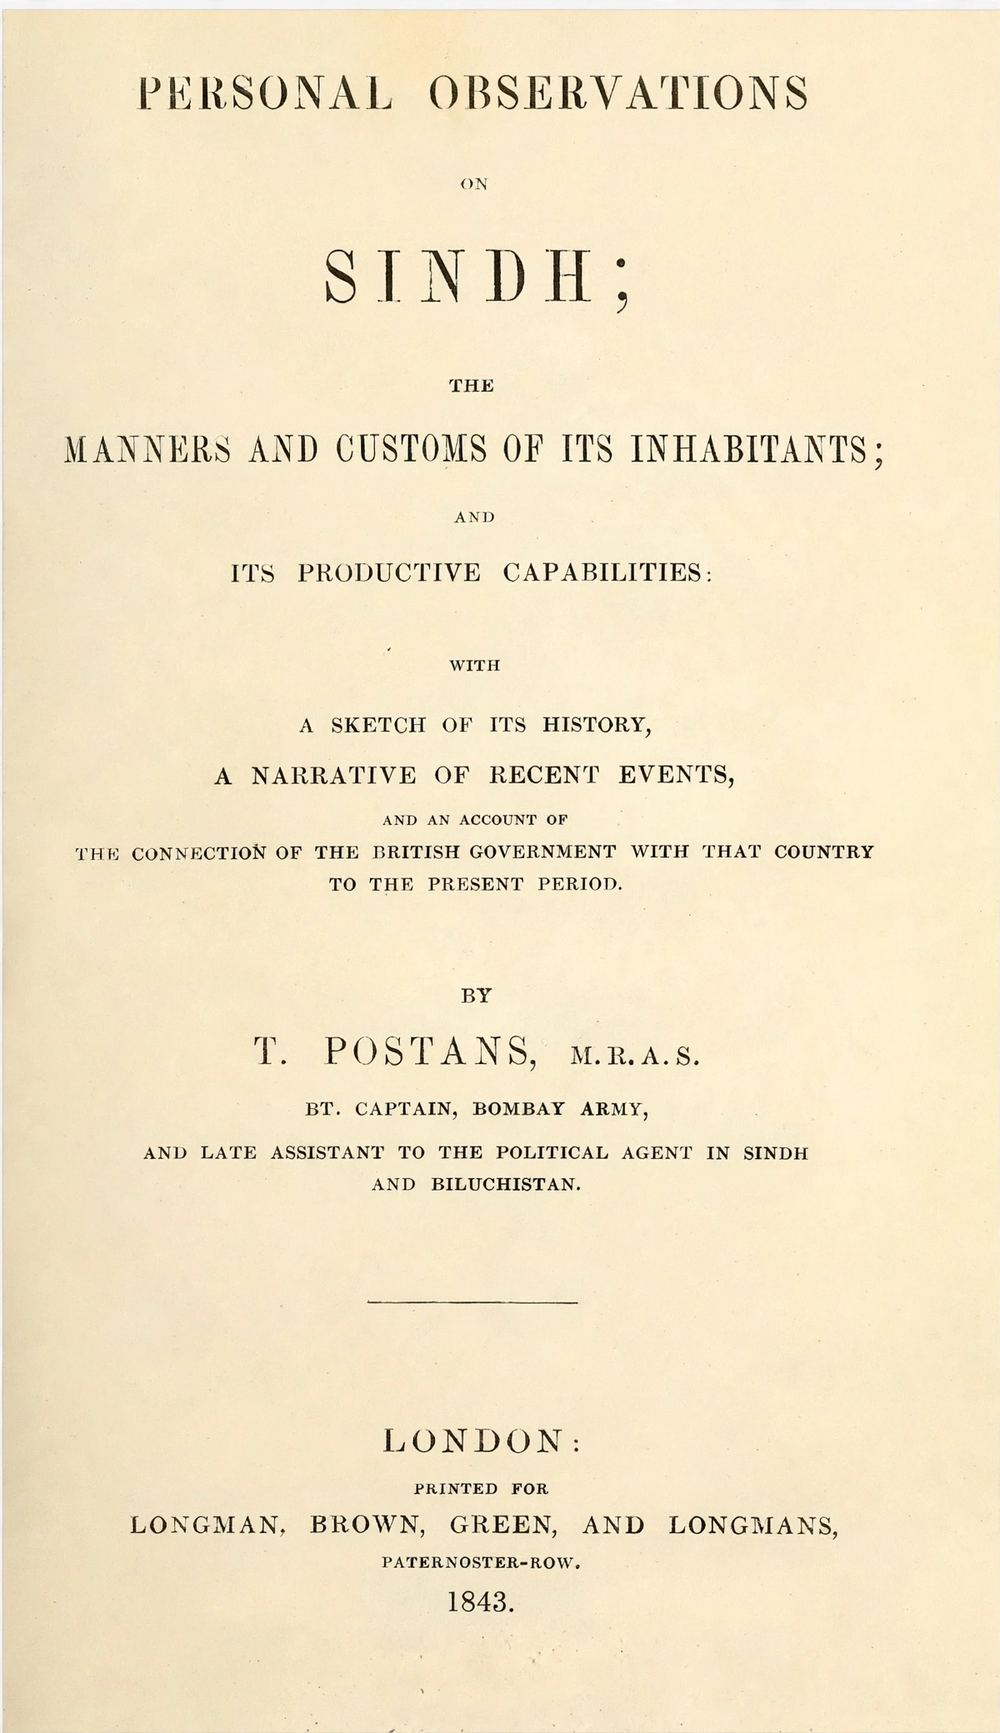 PERSONAL OBSERVATIONS
ON
SINDH;
THE
MANNERS AND CUSTOMS OF ITS INHABITANTS;
AND
ITS PRODUCTIVE CAPABILITIES:
WITH
A SKETCH OF ITS HISTORY,
A NARRATIVE OF RECENT EVENTS,
AND AN ACCOUNT OF
THE CONNECTION OF THE BRITISH GOVERNMENT WITH THAT COUNTRY
TO THE PRESENT PERIOD.
BY
T. POSTANS, M.R.A.S.
BT. CAPTAIN, BOMBAY ARMY,
AND LATE ASSISTANT TO THE POLITICAL AGENT IN SINDH
AND BILUCHISTAN.
LONDON:
PRINTED FOR
LONGMAN, BROWN, GREEN, AND LONGMANS,
PATERNOSTER-ROW.
1843.